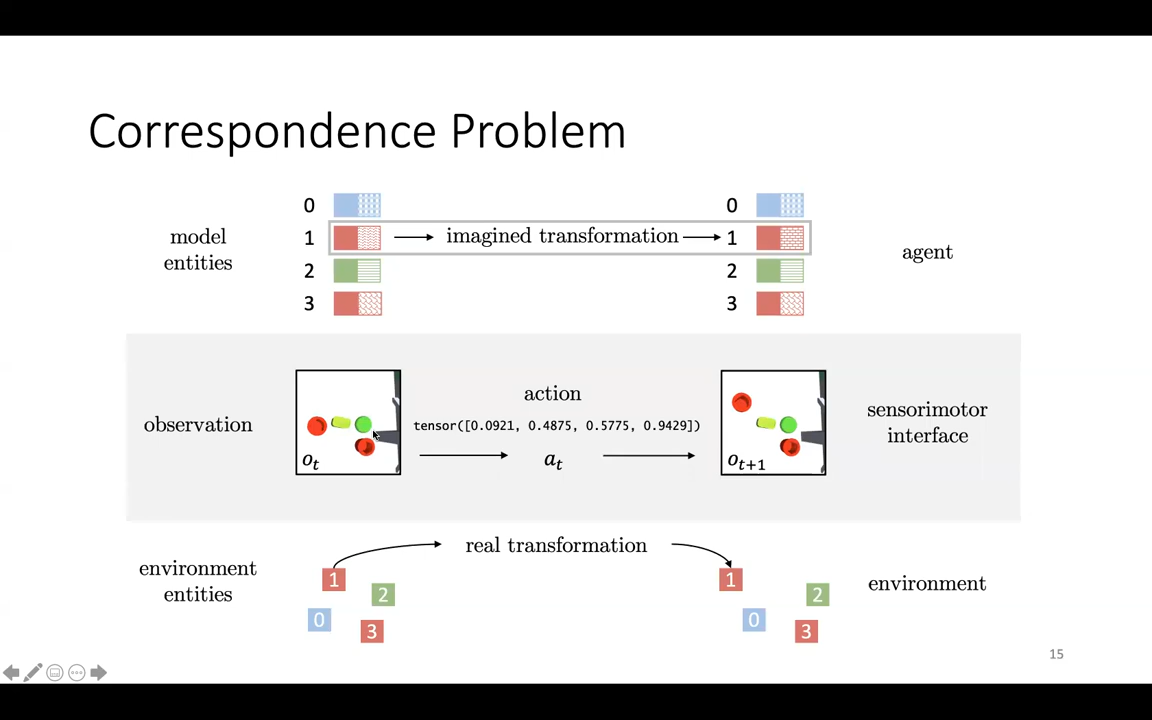 Correspondence Problem
0
0
model
entities
1
imagined transformation
1
agent
2
2
3
3
observation
o_t
action
tensor([0.0921, 0.4875, 0.5775, 0.9429])
a_t
o_{t+1}
sensorimotor
interface
real transformation
environment
entities
1
2
0
3
1
2
0
3
environment
15